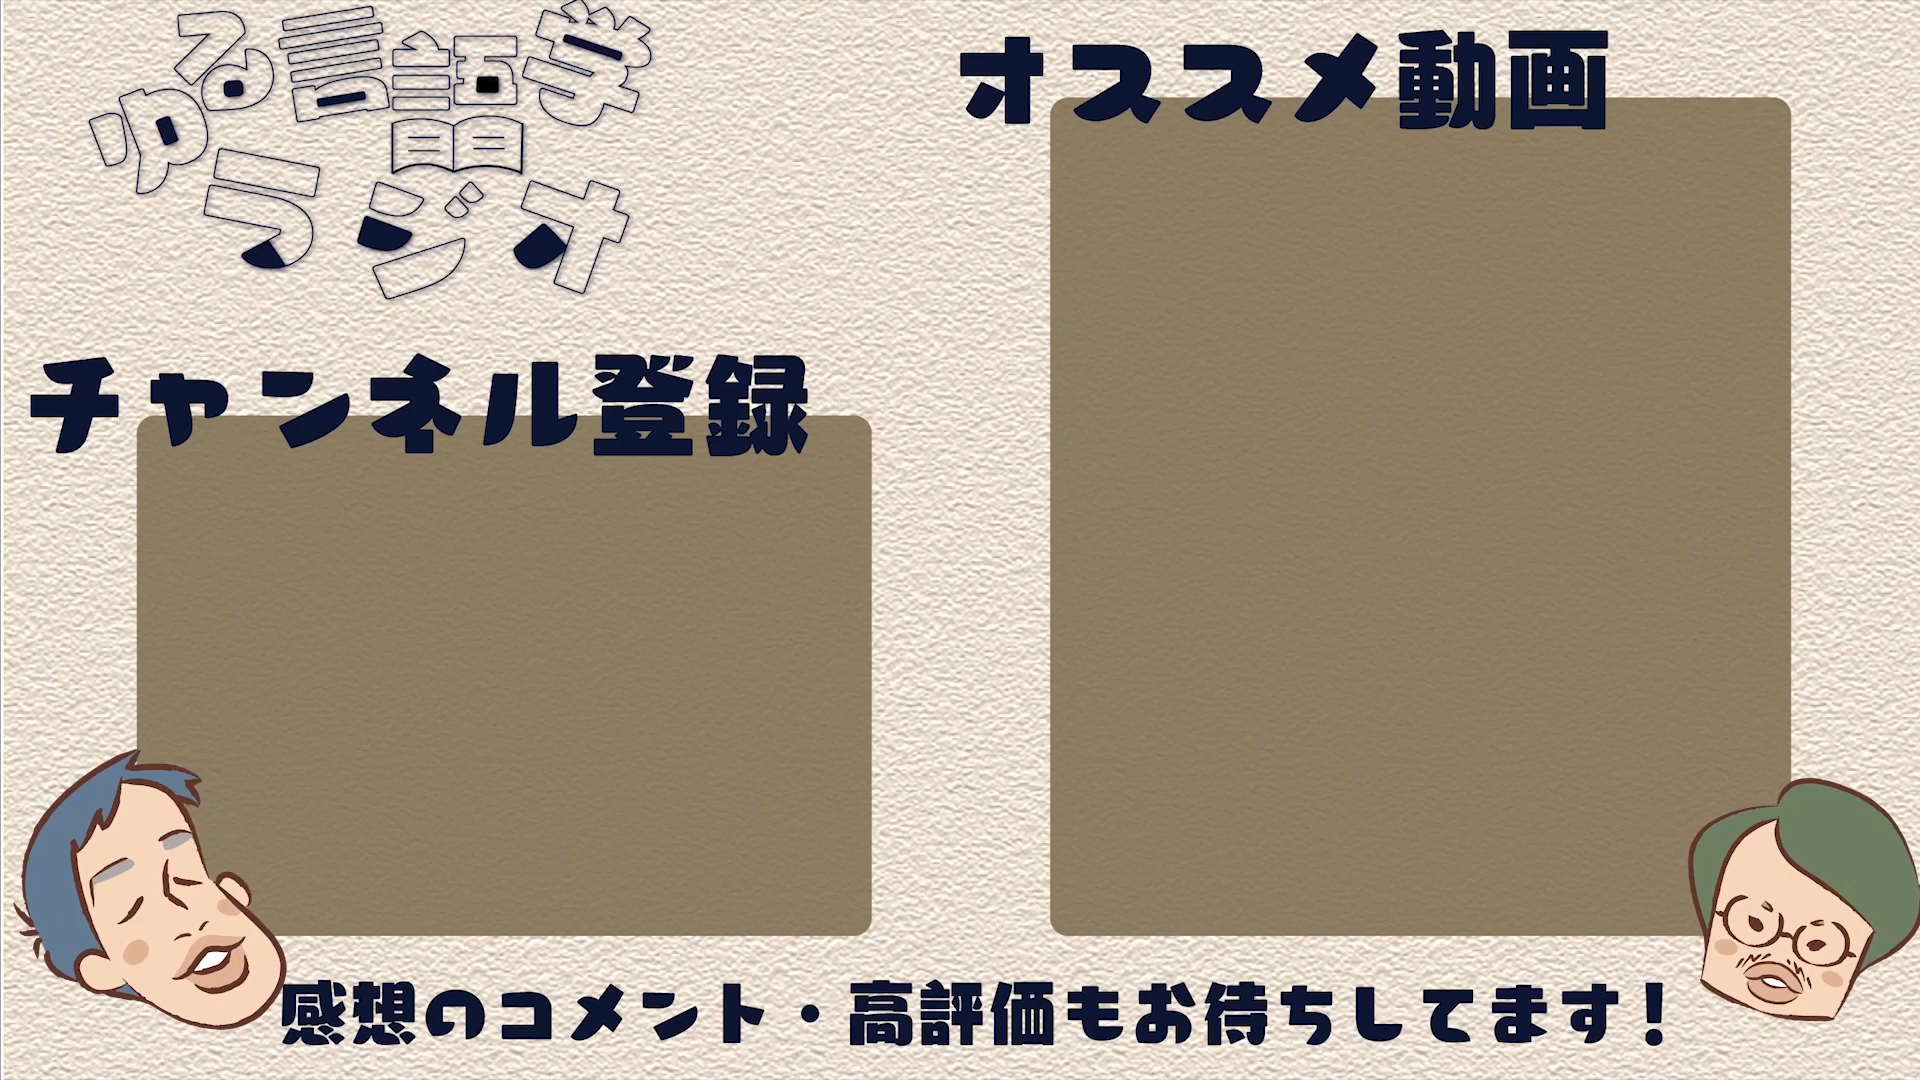 ゆる言語学
ラジオ
オススメ動画
チャンネル登録
感想のコメント・高評価もお待ちしてます!